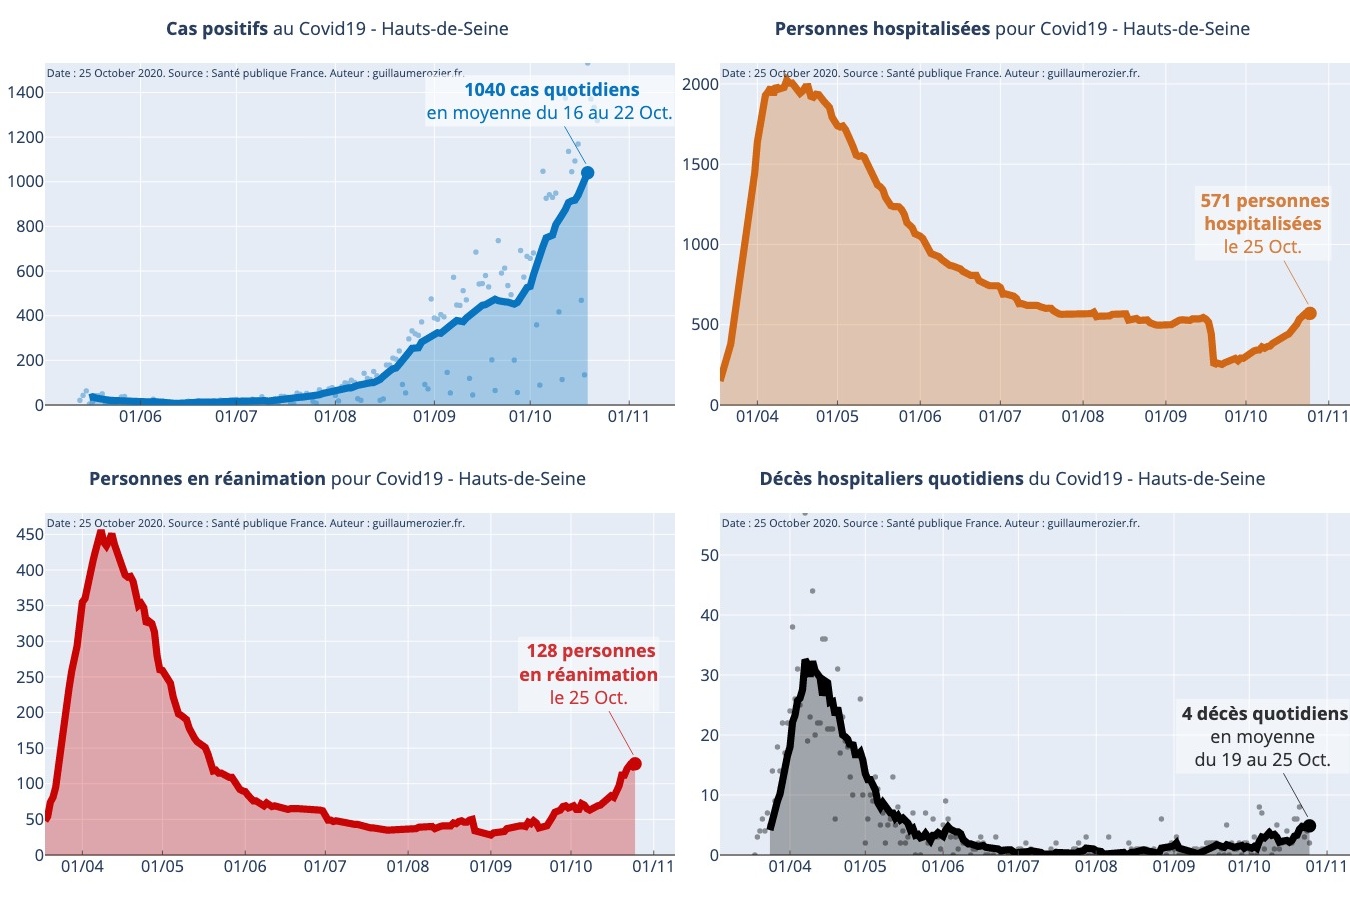 Cas positifs au Covid19 - Hauts-de-Seine
Date : 25 October 2020. Source : Santé publique France. Auteur : guillaumerozier.fr.
1040 cas quotidiens
en moyenne du 16 au 22 Oct.
1400
1200
1000
800
600
400
200
0
01/06 01/07 01/08 01/09 01/10 01/11
Personnes hospitalisées pour Covid19 - Hauts-de-Seine
Date : 25 October 2020. Source : Santé publique France. Auteur : guillaumerozier.fr.
2000
1500
571 personnes
hospitalisées
le 25 Oct.
1000
500
0
01/04 01/05 01/06 01/07 01/08 01/09 01/10 01/11
Personnes en réanimation pour Covid19 - Hauts-de-Seine
Date : 25 October 2020. Source : Santé publique France. Auteur : guillaumerozier.fr.
450
400
350
300
128 personnes
en réanimation
le 25 Oct.
250
200
150
100
50
0
01/04 01/05 01/06 01/07 01/08 01/09 01/10 01/11
Décès hospitaliers quotidiens du Covid19 - Hauts-de-Seine
Date : 25 October 2020. Source : Santé publique France. Auteur : guillaumerozier.fr.
50
40
30
4 décès quotidiens
en moyenne
du 19 au 25 Oct.
20
10
0
01/04 01/05 01/06 01/07 01/08 01/09 01/10 01/11